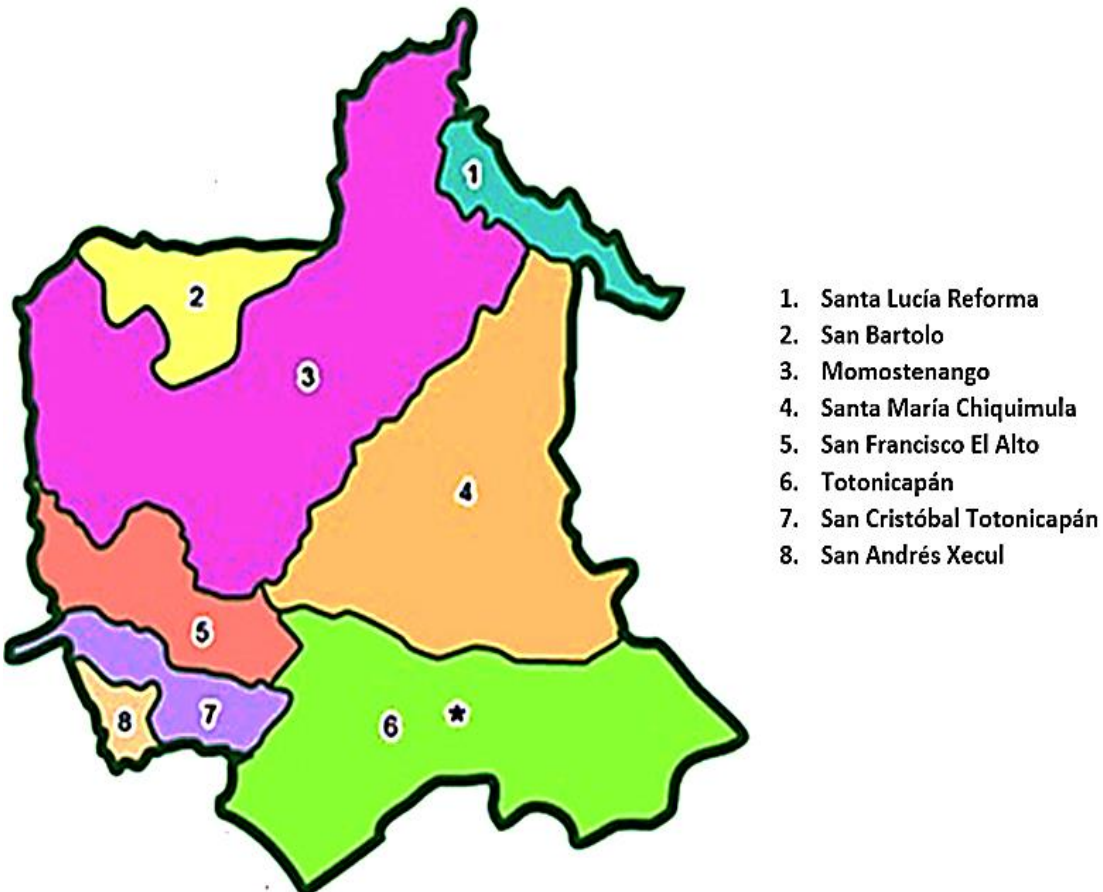 1
2
3
4
5
6
*
7
8
1. Santa Lucía Reforma
2. San Bartolo
3. Momostenango
4. Santa María Chiquimula
5. San Francisco El Alto
6. Totonicapán
7. San Cristóbal Totonicapán
8. San Andrés Xecul